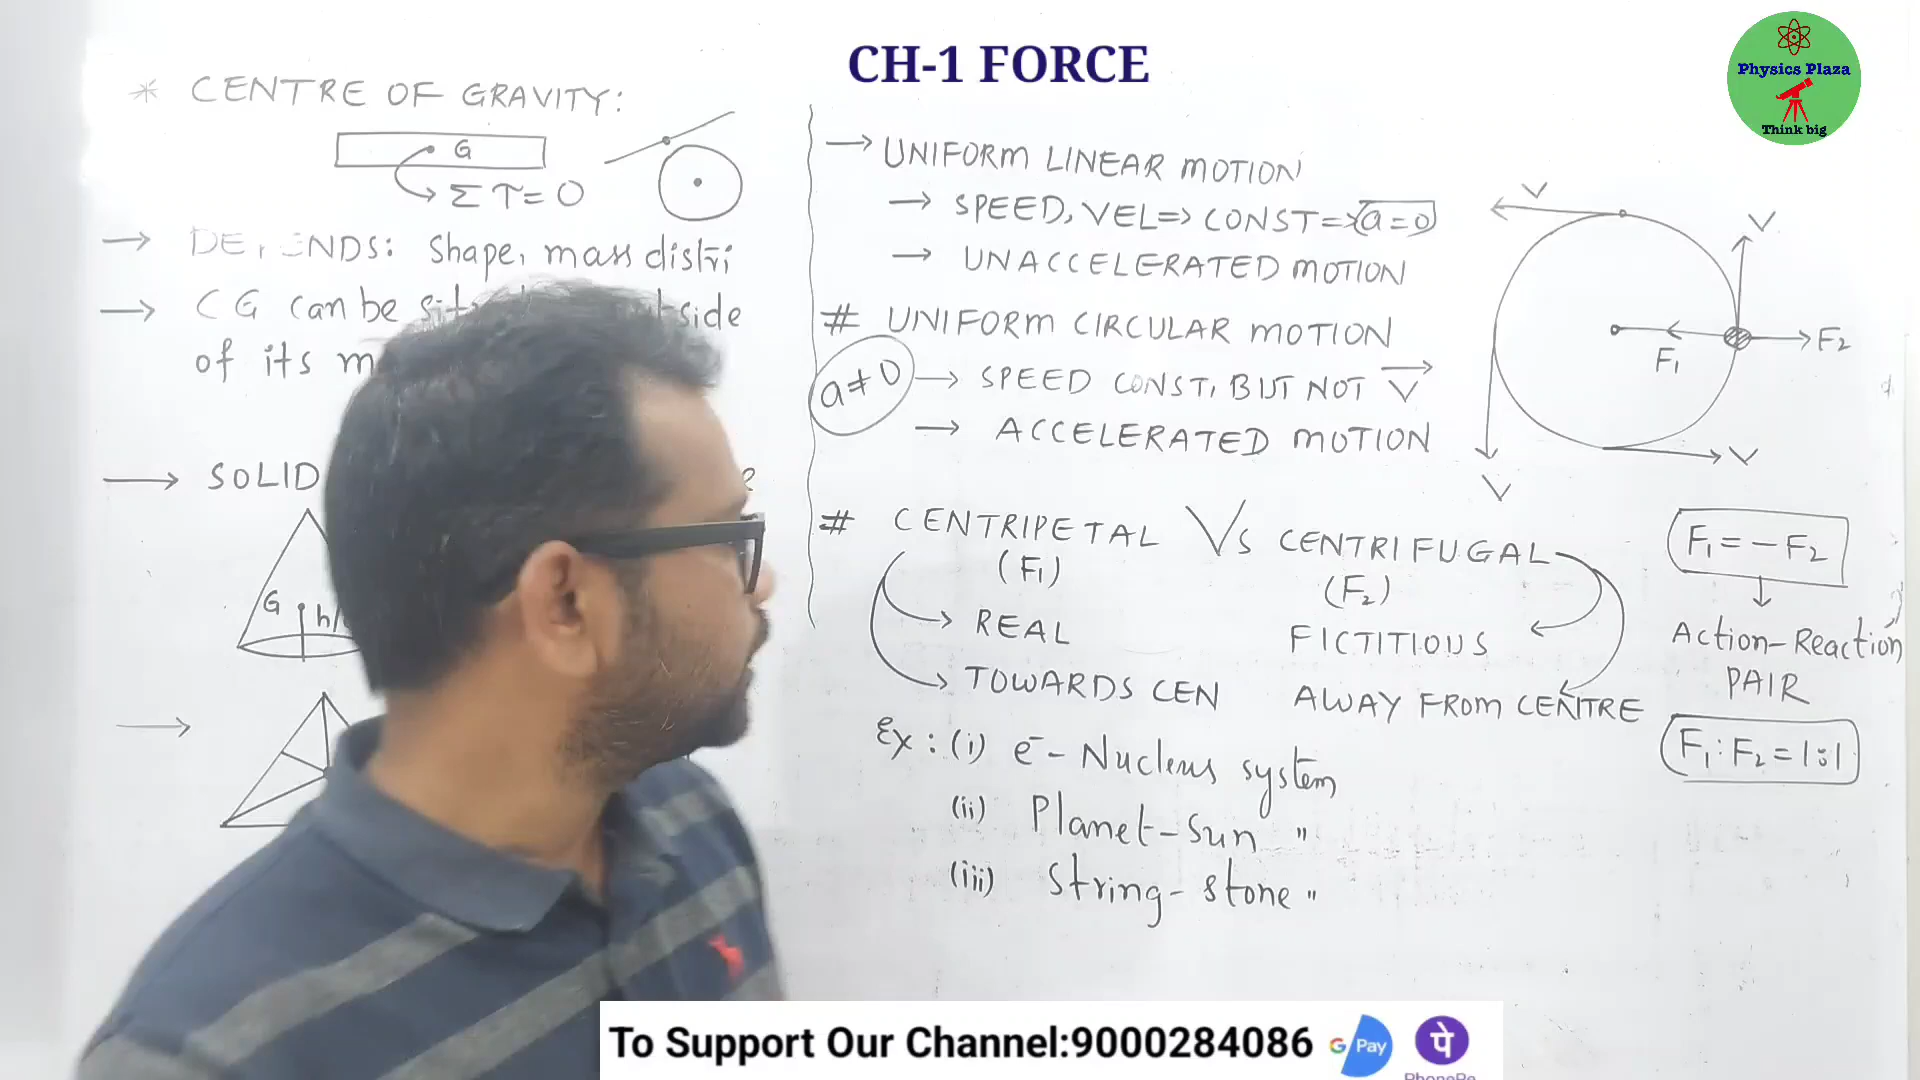 CH-1 FORCE
Physics Plaza
Think big
* CENTRE OF GRAVITY:
G
Σ τ = 0
→ DEPENDS: Shape, mass distri
→ CG can be
of its
→ SOLID
G h/
→
→ UNIFORM LINEAR MOTION
→ SPEED, VEL => CONST => a = 0
→ UNACCELERATED MOTION
# UNIFORM CIRCULAR MOTION
a ≠ 0 → SPEED CONST, BUT NOT V
→ ACCELERATED MOTION
V
V
F₁
F₂
V
V
# CENTRIPETAL Vs CENTRIFUGAL
(F₁) (F₂)
REAL FICTITIOUS
TOWARDS CEN AWAY FROM CENTRE
Ex: (i) e⁻ - Nucleus system
(ii) Planet - Sun "
(iii) String - stone "
F₁ = - F₂
Action-Reaction
PAIR
F₁ : F₂ = 1:1
To Support Our Channel:9000284086
G Pay
पे